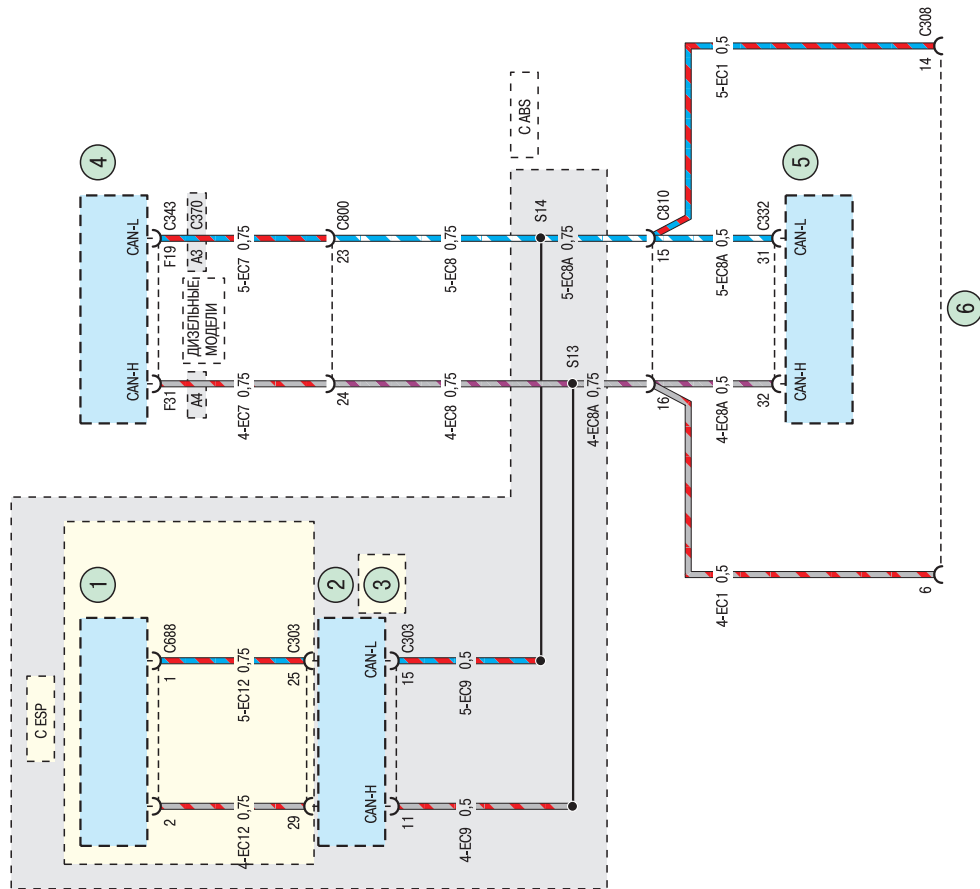 С ESP
1
C688
1
2
5-EC12 0,75
4-EC12 0,75
C303
25
29
2
3
CAN-L
CAN-H
C303
15
11
5-EC9 0,5
4-EC9 0,5
4
CAN-L
CAN-H
C343
F19
F31
C370
A3
A4
ДИЗЕЛЬНЫЕ
МОДЕЛИ
5-EC7 0,75
4-EC7 0,75
C800
23
24
5-EC8 0,75
4-EC8 0,75
С ABS
S14
S13
5-EC8A 0,75
4-EC8A 0,75
C810
15
16
5-EC8A 0,5
4-EC8A 0,5
C332
31
32
CAN-L
CAN-H
5
5-EC1 0,5
4-EC1 0,5
C308
14
6
6